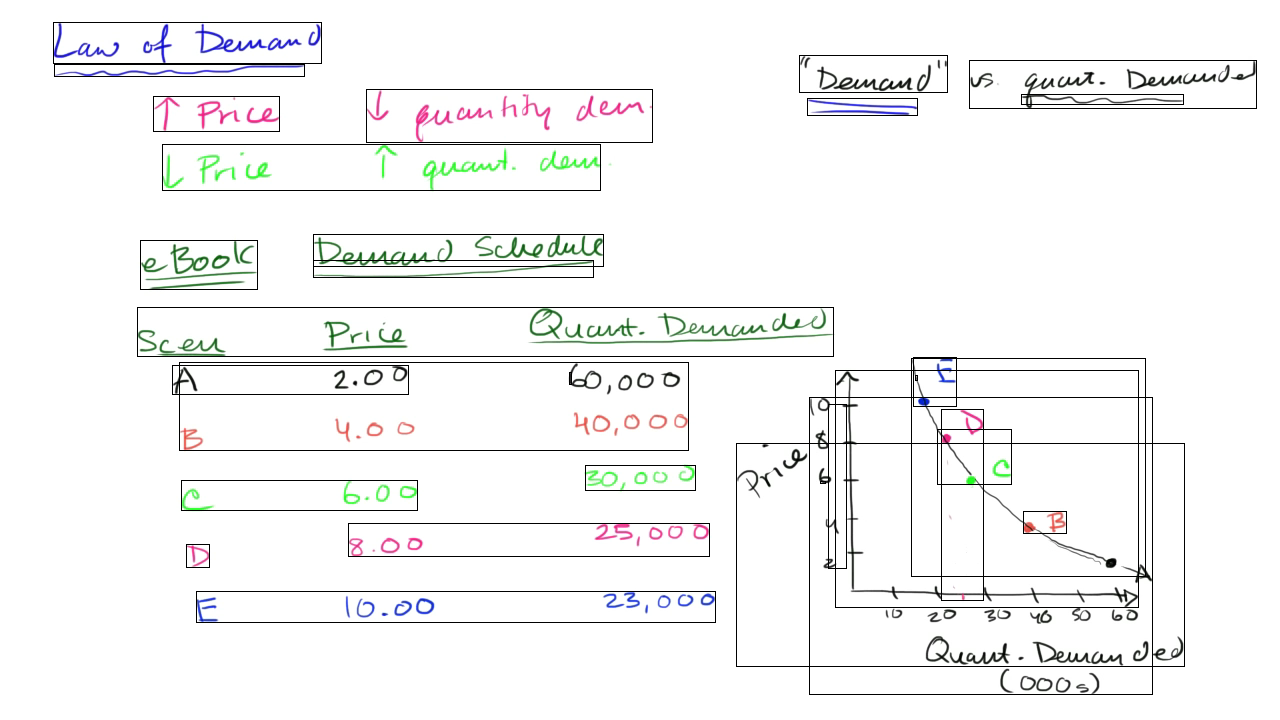 Law of Demand
"Demand" vs. quant. Demanded
↑ Price ↓ quantity dem.
↓ Price ↑ quant. dem.
eBook Demand Schedule
Scen Price Quant. Demanded
A 2.00 60,000
B 4.00 40,000
C 6.00 30,000
D 8.00 25,000
E 10.00 23,000
Price
10
8
6
4
2
E
D
C
B
A
10 20 30 40 50 60
Quant. Demanded
(000s)